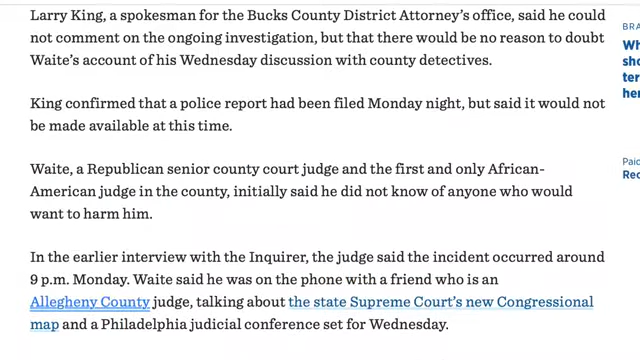 Larry King, a spokesman for the Bucks County District Attorney's office, said he could
not comment on the ongoing investigation, but that there would be no reason to doubt
Waite's account of his Wednesday discussion with county detectives.
King confirmed that a police report had been filed Monday night, but said it would not
be made available at this time.
Waite, a Republican senior county court judge and the first and only African-
American judge in the county, initially said he did not know of anyone who would
want to harm him.
In the earlier interview with the Inquirer, the judge said the incident occurred around
9 p.m. Monday. Waite said he was on the phone with a friend who is an
Allegheny County judge, talking about the state Supreme Court's new Congressional
map and a Philadelphia judicial conference set for Wednesday.
BRA
Wh
sho
ter
her
Paid
Rec